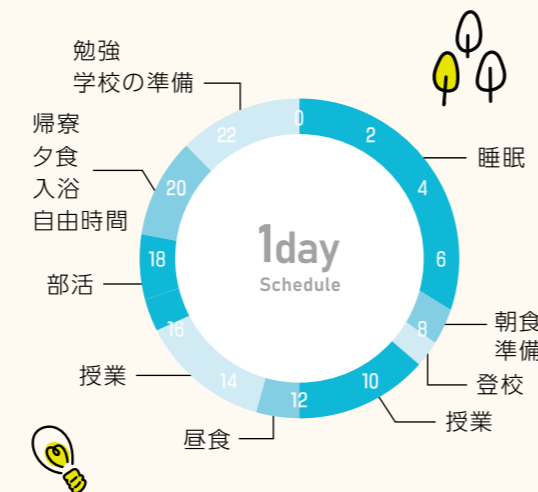 勉強
学校の準備
帰寮
夕食
入浴
自由時間
部活
授業
昼食
睡眠
朝食
準備
登校
授業
0
2
4
6
8
10
12
14
16
18
20
22
1day
Schedule